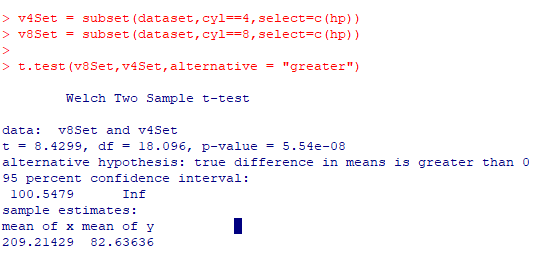 > v4Set = subset(dataset,cyl==4,select=c(hp))
> v8Set = subset(dataset,cyl==8,select=c(hp))
>
> t.test(v8Set,v4Set,alternative = "greater")
Welch Two Sample t-test
data:  v8Set and v4Set
t = 8.4299, df = 18.096, p-value = 5.54e-08
alternative hypothesis: true difference in means is greater than 0
95 percent confidence interval:
 100.5479      Inf
sample estimates:
mean of x mean of y
209.21429  82.63636